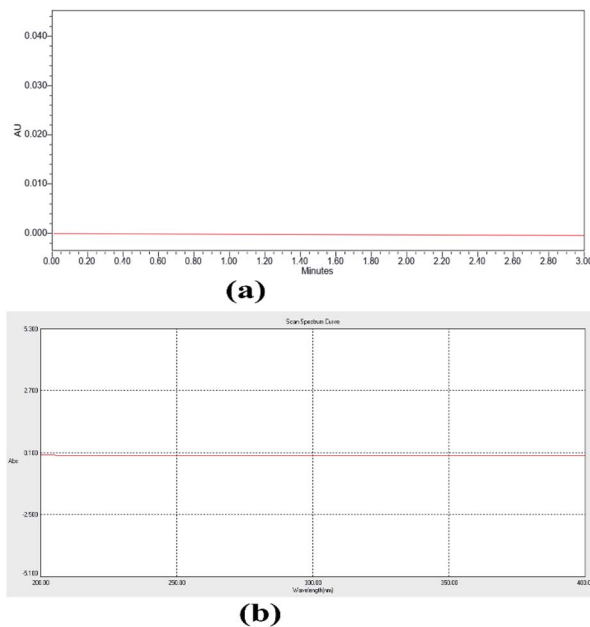 0.040
0.030
0.020
AU
0.010
0.000
0.00 0.20 0.40 0.60 0.80 1.00 1.20 1.40 1.60 1.80 2.00 2.20 2.40 2.60 2.80 3.00
Minutes
(a)
Scan Spectrum Curve
5.300
2.700
0.100
Abs
-2.500
-5.100
200.00 250.00 300.00 350.00 400.0
Wavelength(nm)
(b)